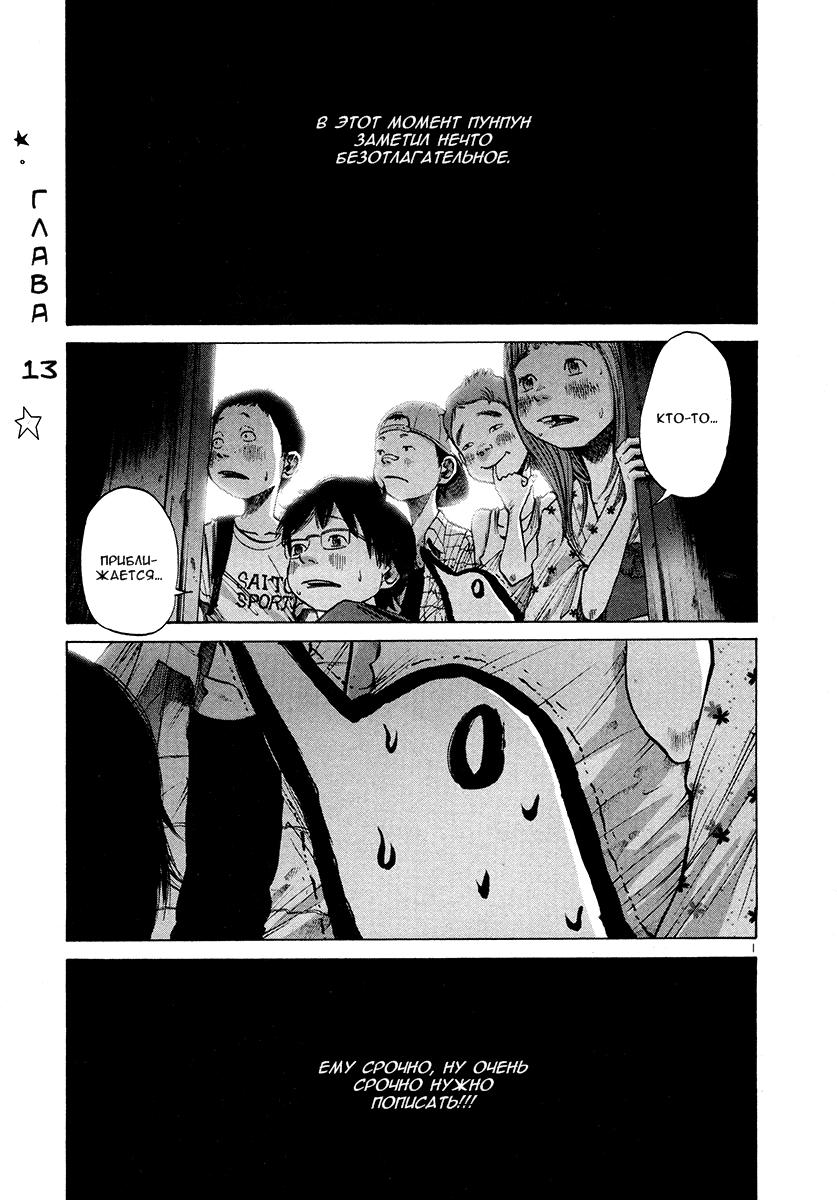 ГЛАВА
13
В ЭТОТ МОМЕНТ ПУНПУН
ЗАМЕТИЛ НЕЧТО
БЕЗОТЛАГАТЕЛЬНОЕ.
КТО-ТО...
ПРИБЛИ-
ЖАЕТСЯ...
SAITO
SPORT
1
ЕМУ СРОЧНО, НУ ОЧЕНЬ
СРОЧНО НУЖНО
ПОПИСАТЬ!!!